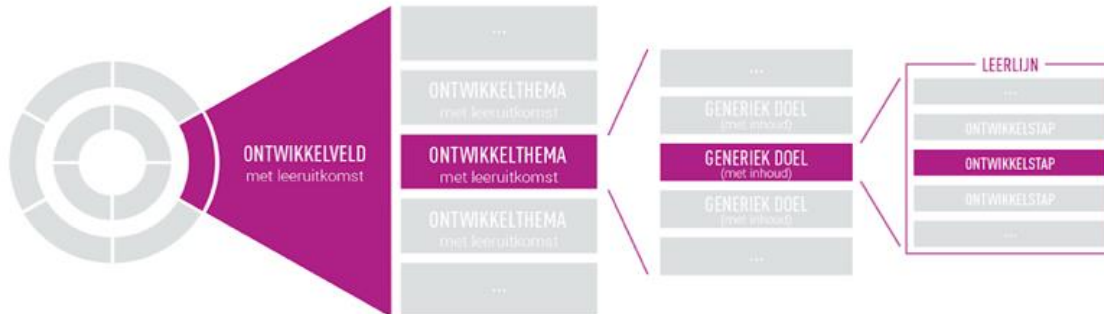 ONTWIKKELVELD
met leeruitkomst
...
ONTWIKKELTHEMA
met leeruitkomst
ONTWIKKELTHEMA
met leeruitkomst
ONTWIKKELTHEMA
met leeruitkomst
...
...
GENERIEK DOEL
(met inhoud)
GENERIEK DOEL
(met inhoud)
GENERIEK DOEL
(met inhoud)
...
LEERLIJN
...
ONTWIKKELSTAP
ONTWIKKELSTAP
ONTWIKKELSTAP
...